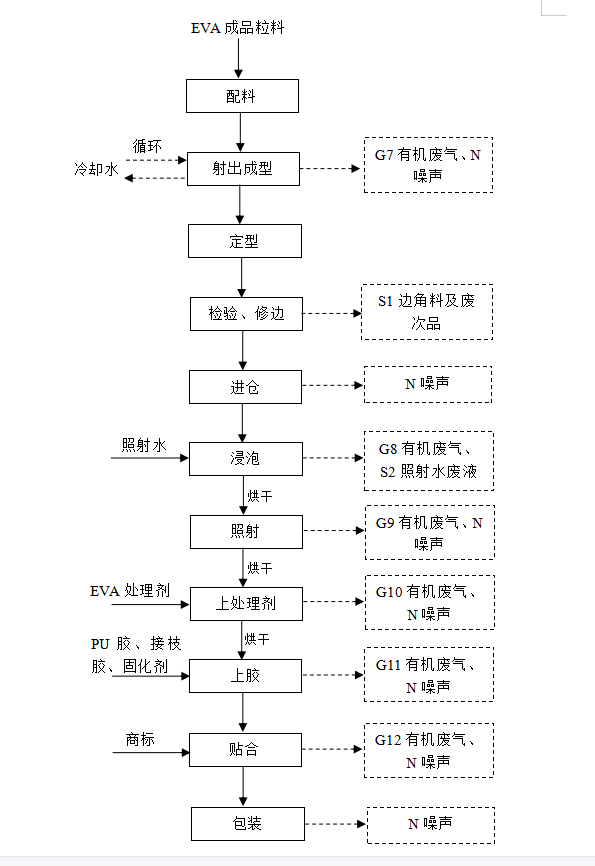 EVA 成品粒料
配料
循环
冷却水
射出成型
G7 有机废气、N
噪声
定型
检验、修边
S1 边角料及废
次品
进仓
N 噪声
照射水
浸泡
G8 有机废气、
S2 照射水废液
烘干
照射
G9 有机废气、N
噪声
烘干
EVA 处理剂
上处理剂
G10 有机废气、
N 噪声
烘干
PU 胶、接枝
胶、固化剂
上胶
G11 有机废气、
N 噪声
商标
贴合
G12 有机废气、
N 噪声
包装
N 噪声